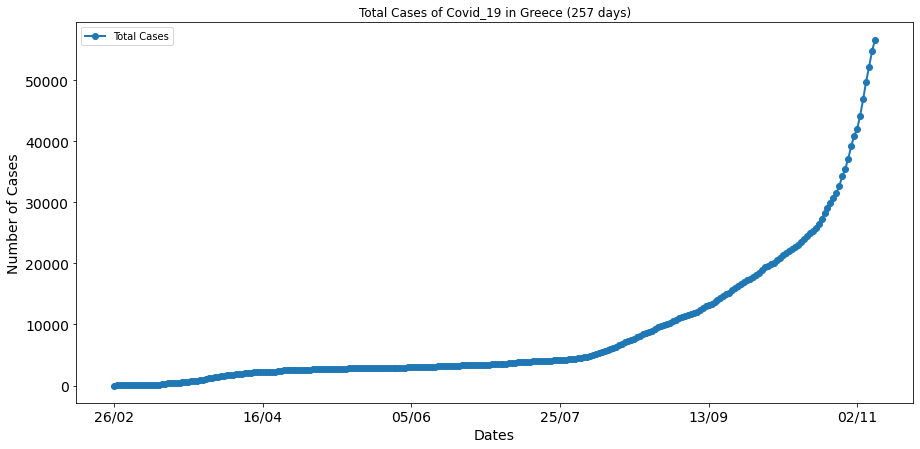 Total Cases of Covid_19 in Greece (257 days)
Total Cases
Number of Cases
50000
40000
30000
20000
10000
0
26/02 16/04 05/06 25/07 13/09 02/11
Dates